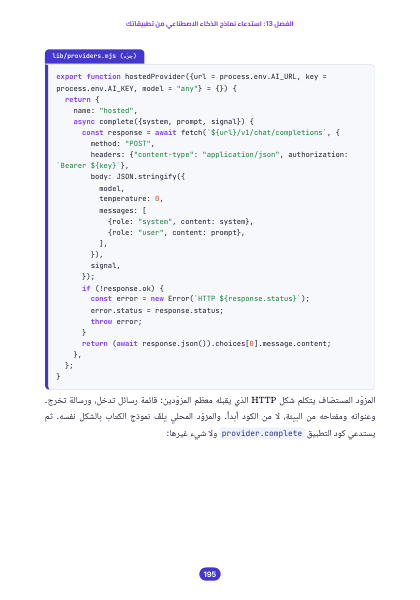 الفصل 13: استدعاء نماذج الذكاء الاصطناعي من تطبيقاتك
lib/providers.mjs (جزء)
export function hostedProvider({url = process.env.AI_URL, key =
process.env.AI_KEY, model = "any"} = {}) {
  return {
    name: "hosted",
    async complete({system, prompt, signal}) {
      const response = await fetch(`${url}/v1/chat/completions`, {
        method: "POST",
        headers: {"content-type": "application/json", authorization:
`Bearer ${key}`},
        body: JSON.stringify({
          model,
          temperature: 0,
          messages: [
            {role: "system", content: system},
            {role: "user", content: prompt},
          ],
        }),
        signal,
      });
      if (!response.ok) {
        const error = new Error(`HTTP ${response.status}`);
        error.status = response.status;
        throw error;
      }
      return (await response.json()).choices[0].message.content;
    },
  };
}
المزوّد المستضاف يتكلم شكل HTTP الذي يقبله معظم المزوّدين: قائمة رسائل تدخل، ورسالة تخرج.
وعنوانه ومفتاحه من البيئة، لا من الكود أبداً. والمزوّد المحلي يلف نموذج الكتاب بالشكل نفسه، ثم
يستدعي كود التطبيق provider.complete ولا شيء غيرها:
195